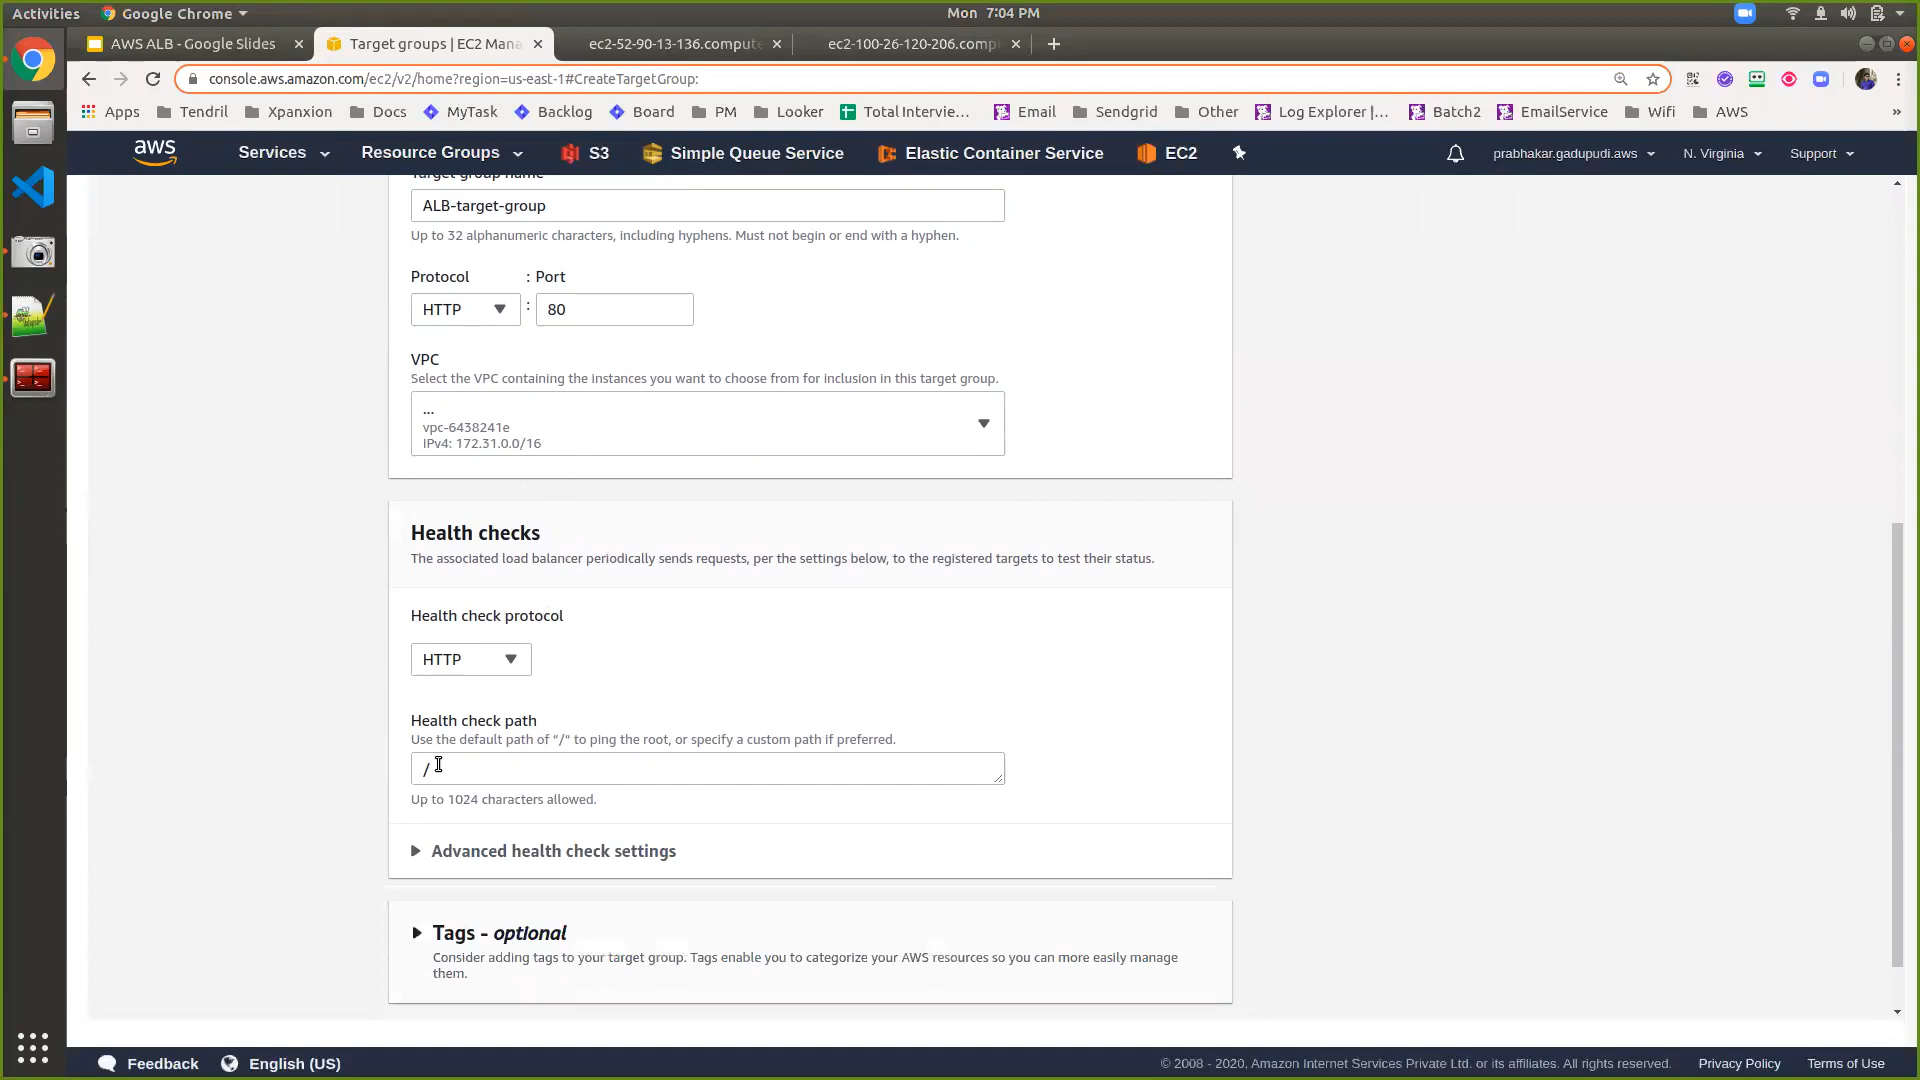 Activities
Google Chrome
Mon 7:04 PM
AWS ALB - Google Slides
Target groups | EC2 Mana
ec2-52-90-13-136.compute
ec2-100-26-120-206.comp
console.aws.amazon.com/ec2/v2/home?region=us-east-1#CreateTargetGroup:
Apps Tendril Xpanxion Docs MyTask Backlog Board PM Looker Total Intervie... Email Sendgrid Other Log Explorer |... Batch2 EmailService Wifi AWS »
aws Services Resource Groups S3 Simple Queue Service Elastic Container Service EC2 prabhakar.gadupudi.aws N. Virginia Support
Target group name
ALB-target-group
Up to 32 alphanumeric characters, including hyphens. Must not begin or end with a hyphen.
Protocol : Port
HTTP : 80
VPC
Select the VPC containing the instances you want to choose from for inclusion in this target group.
...
vpc-6438241e
IPv4: 172.31.0.0/16
Health checks
The associated load balancer periodically sends requests, per the settings below, to the registered targets to test their status.
Health check protocol
HTTP
Health check path
Use the default path of "/" to ping the root, or specify a custom path if preferred.
/
Up to 1024 characters allowed.
Advanced health check settings
Tags - optional
Consider adding tags to your target group. Tags enable you to categorize your AWS resources so you can more easily manage
them.
Feedback English (US) © 2008 - 2020, Amazon Internet Services Private Ltd. or its affiliates. All rights reserved. Privacy Policy Terms of Use